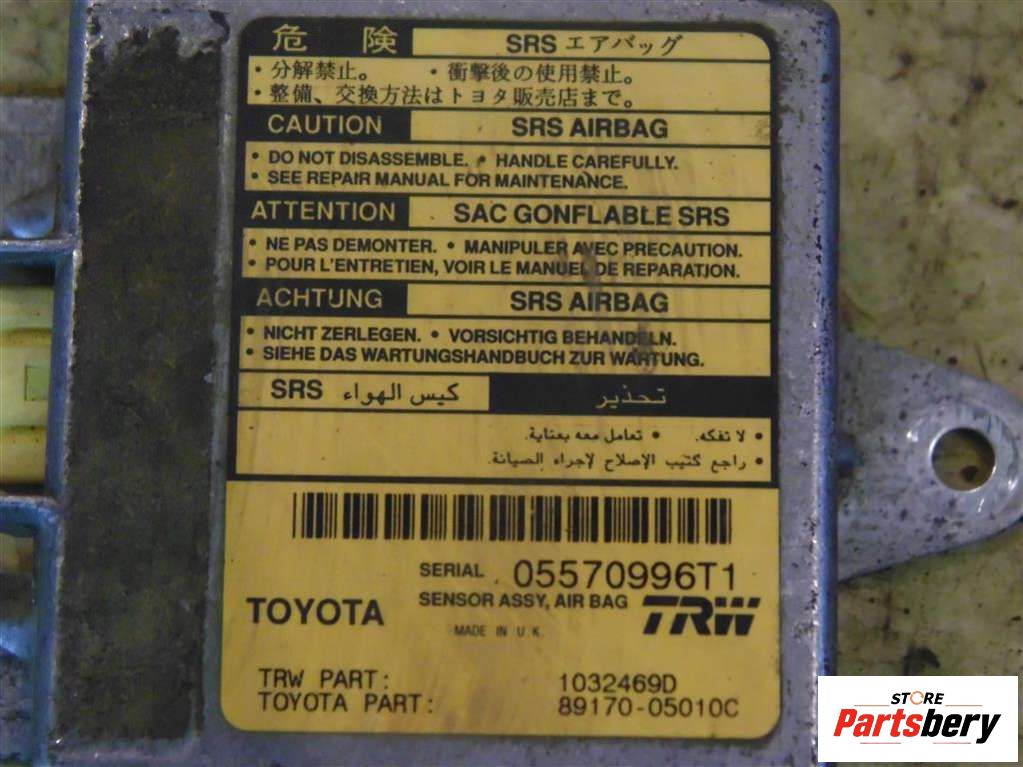 危 険 SRS エアバッグ
・分解禁止。 ・衝撃後の使用禁止。
・整備、交換方法はトヨタ販売店まで。
CAUTION SRS AIRBAG
• DO NOT DISASSEMBLE. • HANDLE CAREFULLY.
• SEE REPAIR MANUAL FOR MAINTENANCE.
ATTENTION SAC GONFLABLE SRS
• NE PAS DEMONTER. • MANIPULER AVEC PRECAUTION.
• POUR L'ENTRETIEN, VOIR LE MANUEL DE REPARATION.
ACHTUNG SRS AIRBAG
• NICHT ZERLEGEN. • VORSICHTIG BEHANDELN.
• SIEHE DAS WARTUNGSHANDBUCH ZUR WARTUNG.
تحذير كيس الهواء SRS
• لا تفكه. • تعامل معه بعناية.
• راجع كتيب الإصلاح لإجراء الصيانة.
SERIAL 05570996T1
TOYOTA SENSOR ASSY, AIR BAG TRW
MADE IN U.K.
TRW PART: 1032469D
TOYOTA PART: 89170-05010C
STORE
Partsbery